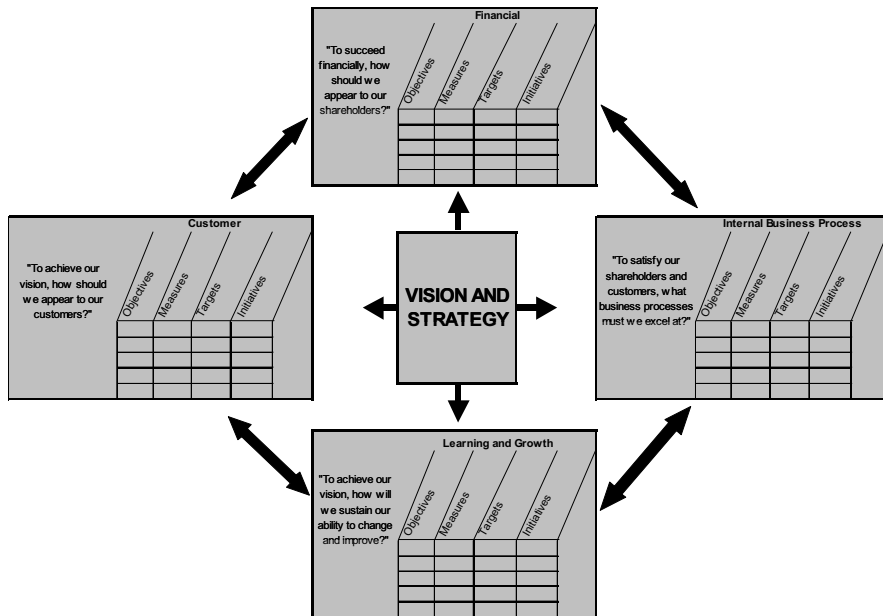 Financial
"To succeed
financially, how
should we
appear to our
shareholders?"
Objectives
Measures
Targets
Initiatives
Customer
"To achieve our
vision, how should
we appear to our
customers?"
Objectives
Measures
Targets
Initiatives
VISION AND
STRATEGY
Internal Business Process
"To satisfy our
shareholders and
customers, what
business processes
must we excel at?"
Objectives
Measures
Targets
Initiatives
Learning and Growth
"To achieve our
vision, how will
we sustain our
ability to change
and improve?"
Objectives
Measures
Targets
Initiatives